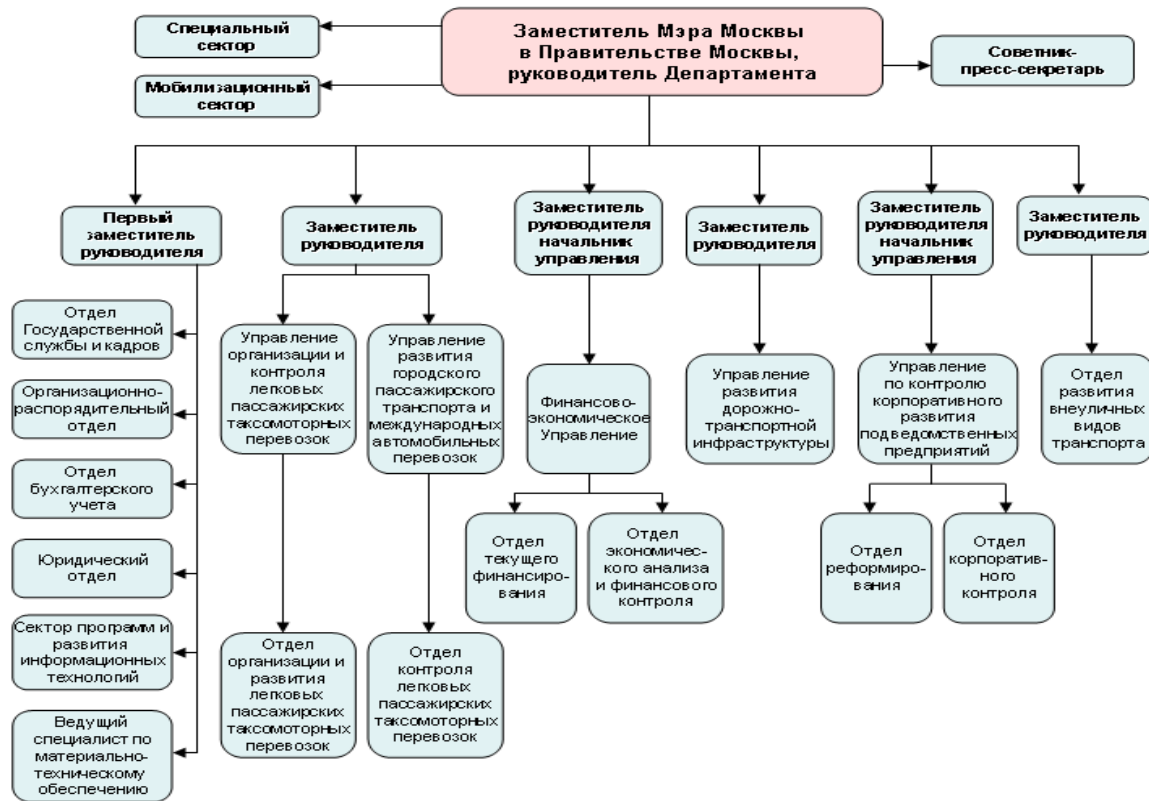 Специальный
сектор
Мобилизационный
сектор
Заместитель Мэра Москвы
в Правительстве Москвы,
руководитель Департамента
Советник-
пресс-секретарь
Первый
заместитель
руководителя
Заместитель
руководителя
Заместитель
руководителя
начальник
управления
Заместитель
руководителя
Заместитель
руководителя
начальник
управления
Заместитель
руководителя
Отдел
Государственной
службы и кадров
Организационно-
распорядительный
отдел
Отдел
бухгалтерского
учета
Юридический
отдел
Сектор программ и
развития
информационных
технологий
Ведущий
специалист по
материально-
техническому
обеспечению
Управление
организации и
контроля
легковых
пассажирских
таксомоторных
перевозок
Управление
развития
городского
пассажирского
транспорта и
международных
автомобильных
перевозок
Отдел
организации и
развития
легковых
пассажирских
таксомоторных
перевозок
Отдел
контроля
легковых
пассажирских
таксомоторных
перевозок
Финансово-
экономическое
Управление
Отдел
текущего
финансиро-
вания
Отдел
экономичес-
кого анализа
и финансового
контроля
Управление
развития
дорожно-
транспортной
инфраструктуры
Управление
по контролю
корпоративного
развития
подведомственных
предприятий
Отдел
реформиро-
вания
Отдел
корпоратив-
ного
контроля
Отдел
развития
внеуличных
видов
транспорта